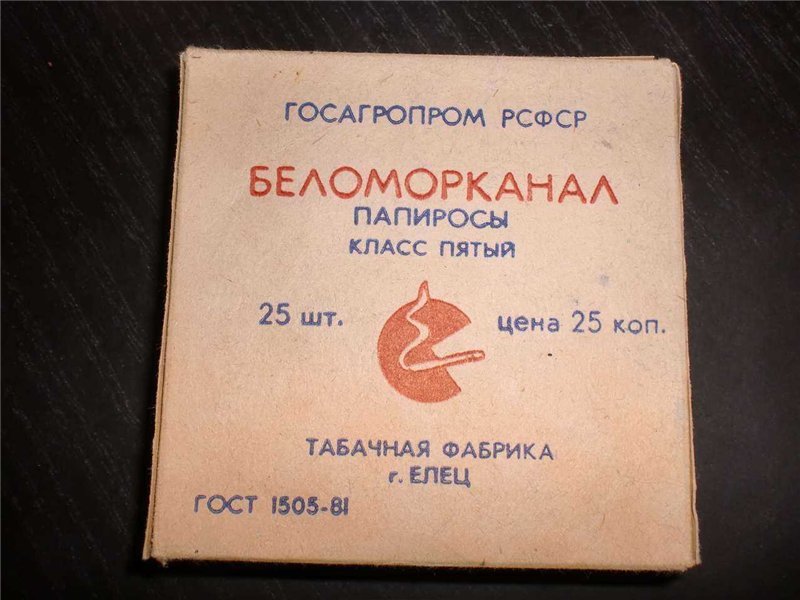 ГОСАГРОПРОМ РСФСР
БЕЛОМОРКАНАЛ
ПАПИРОСЫ
КЛАСС ПЯТЫЙ
25 шт.
цена 25 коп.
ТАБАЧНАЯ ФАБРИКА
г. ЕЛЕЦ
ГОСТ 1505-81